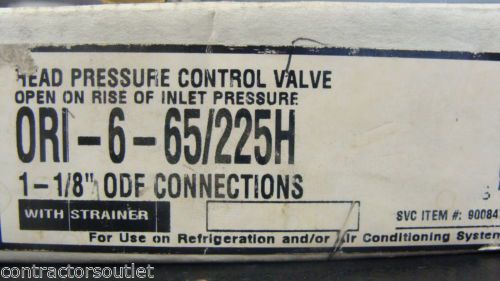 HEAD PRESSURE CONTROL VALVE
OPEN ON RISE OF INLET PRESSURE
ORI-6-65/225H
1-1/8" ODF CONNECTIONS
WITH STRAINER
SVC ITEM #: 90084
For Use on Refrigeration and/or Air Conditioning System
contractorsoutlet